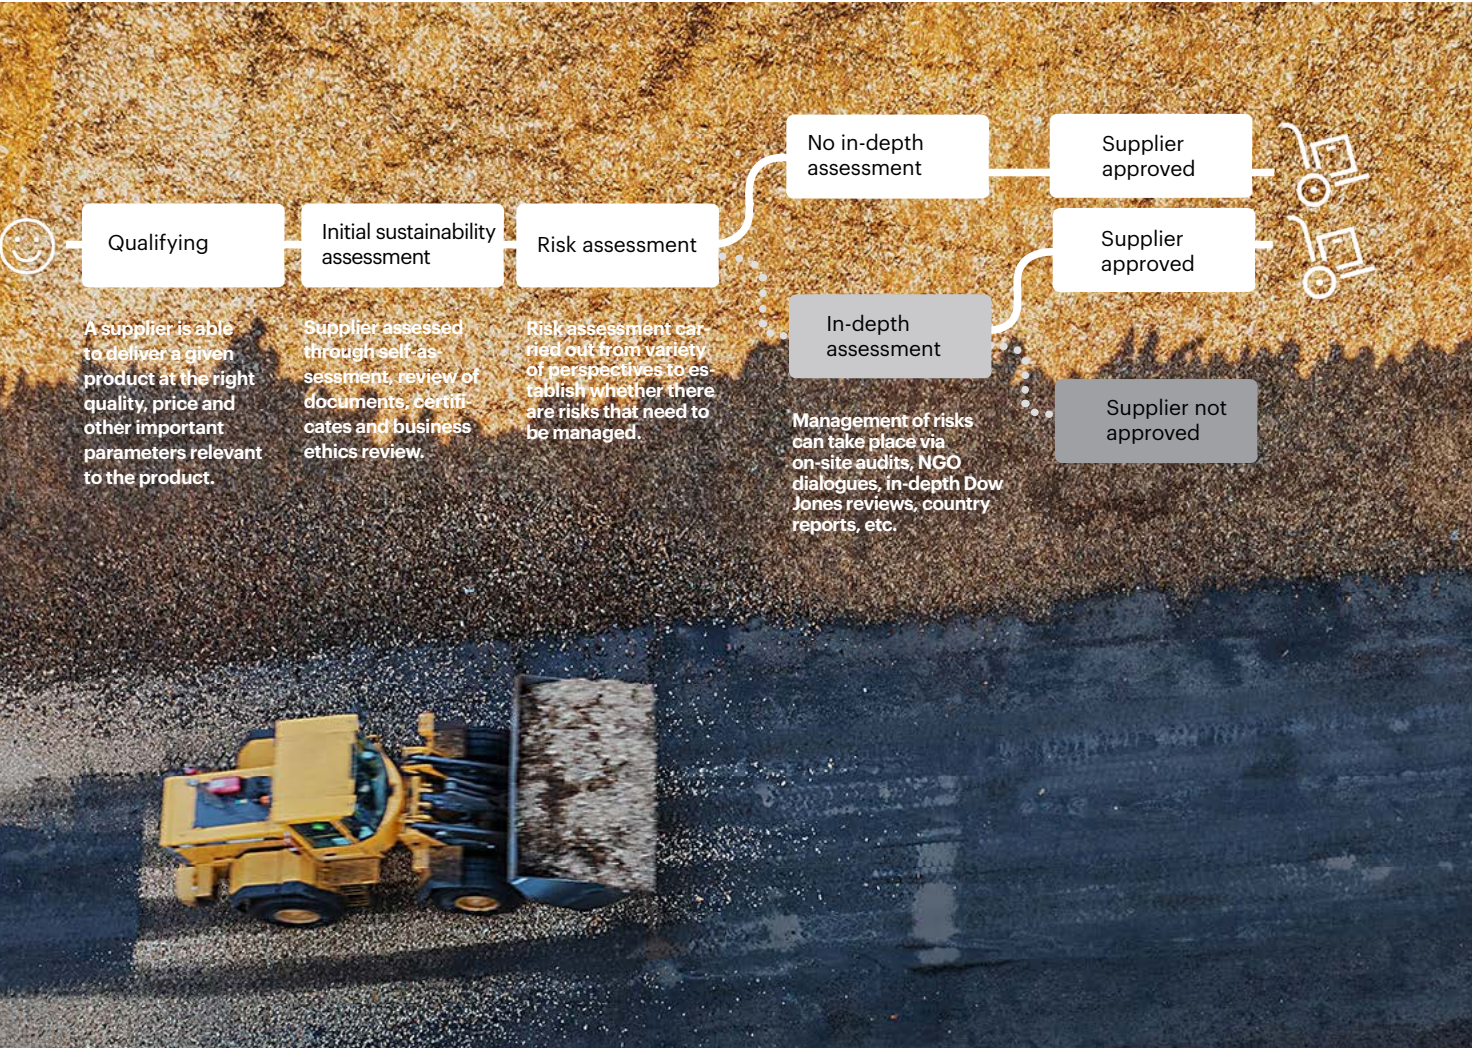 Qualifying
A supplier is able
to deliver a given
product at the right
quality, price and
other important
parameters relevant
to the product.
Initial sustainability
assessment
Supplier assessed
through self-as-
sessment, review of
documents, certifi-
cates and business
ethics review.
Risk assessment
Risk assessment car-
ried out from variety
of perspectives to es-
tablish whether there
are risks that need to
be managed.
No in-depth
assessment
Supplier
approved
In-depth
assessment
Management of risks
can take place via
on-site audits, NGO
dialogues, in-depth Dow
Jones reviews, country
reports, etc.
Supplier
approved
Supplier not
approved